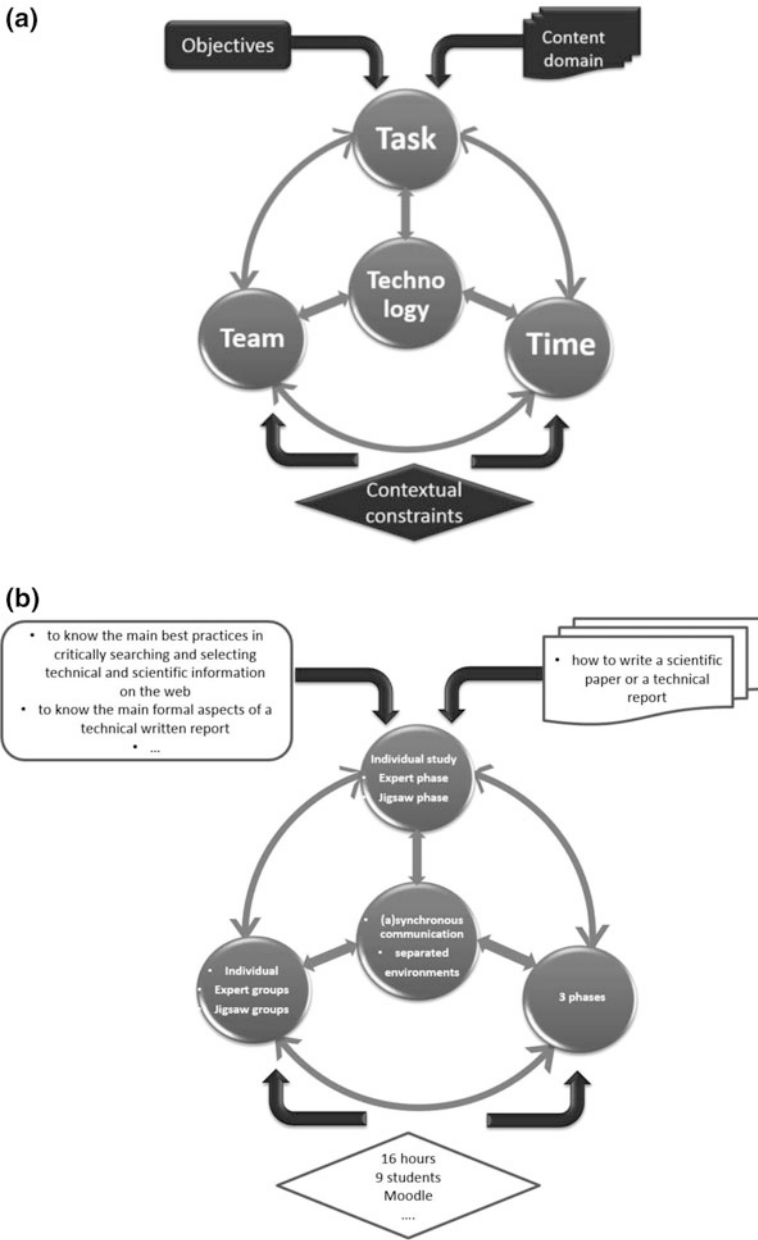 (a)
Objectives
Content
domain
Task
Techno
logy
Team
Time
Contextual
constraints
(b)
• to know the main best practices in
critically searching and selecting
technical and scientific information
on the web
• to know the main formal aspects of a
technical written report
• ...
• how to write a scientific
paper or a technical
report
Individual study
• Expert phase
• Jigsaw phase
• (a)synchronous
communication
• separated
environments
• Individual
• Expert groups
• Jigsaw groups
3 phases
16 hours
9 students
Moodle
....